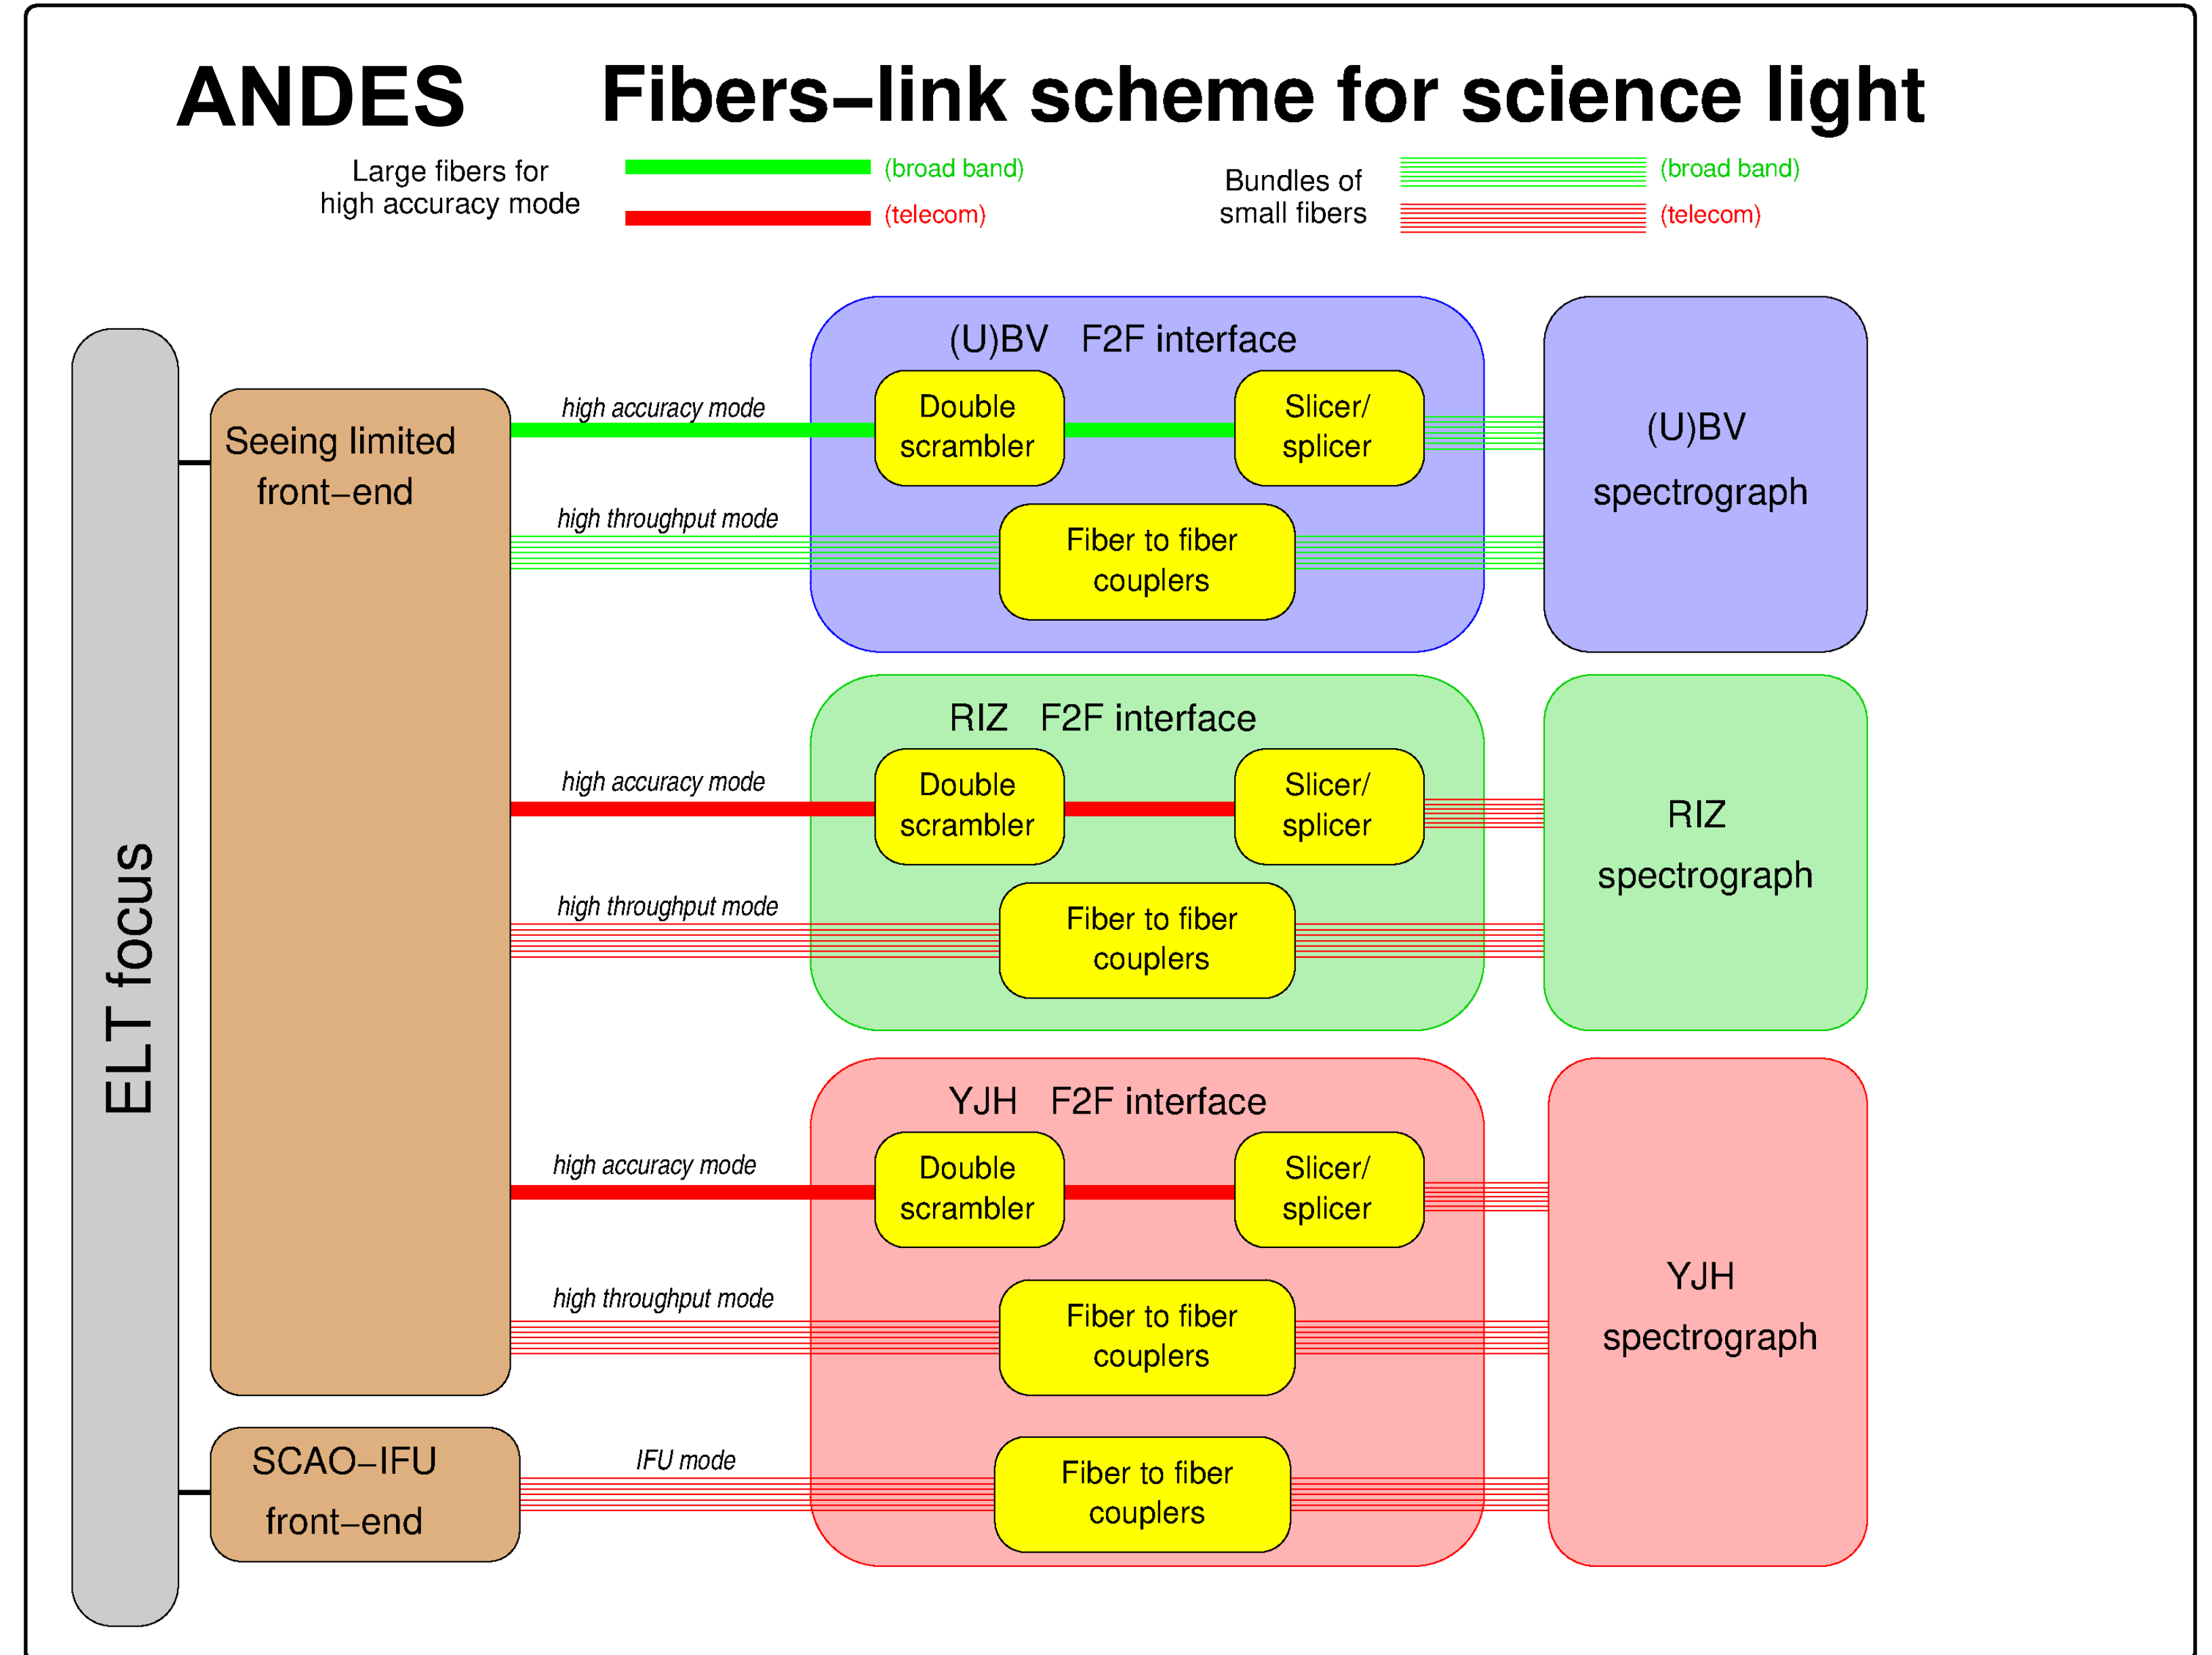 ANDES Fibers–link scheme for science light
Large fibers for
high accuracy mode
(broad band)
(telecom)
Bundles of
small fibers
(broad band)
(telecom)
ELT focus
Seeing limited
front–end
high accuracy mode
high throughput mode
(U)BV F2F interface
Double
scrambler
Slicer/
splicer
Fiber to fiber
couplers
(U)BV
spectrograph
high accuracy mode
high throughput mode
RIZ F2F interface
Double
scrambler
Slicer/
splicer
Fiber to fiber
couplers
RIZ
spectrograph
high accuracy mode
high throughput mode
YJH F2F interface
Double
scrambler
Slicer/
splicer
Fiber to fiber
couplers
YJH
spectrograph
SCAO–IFU
front–end
IFU mode
Fiber to fiber
couplers